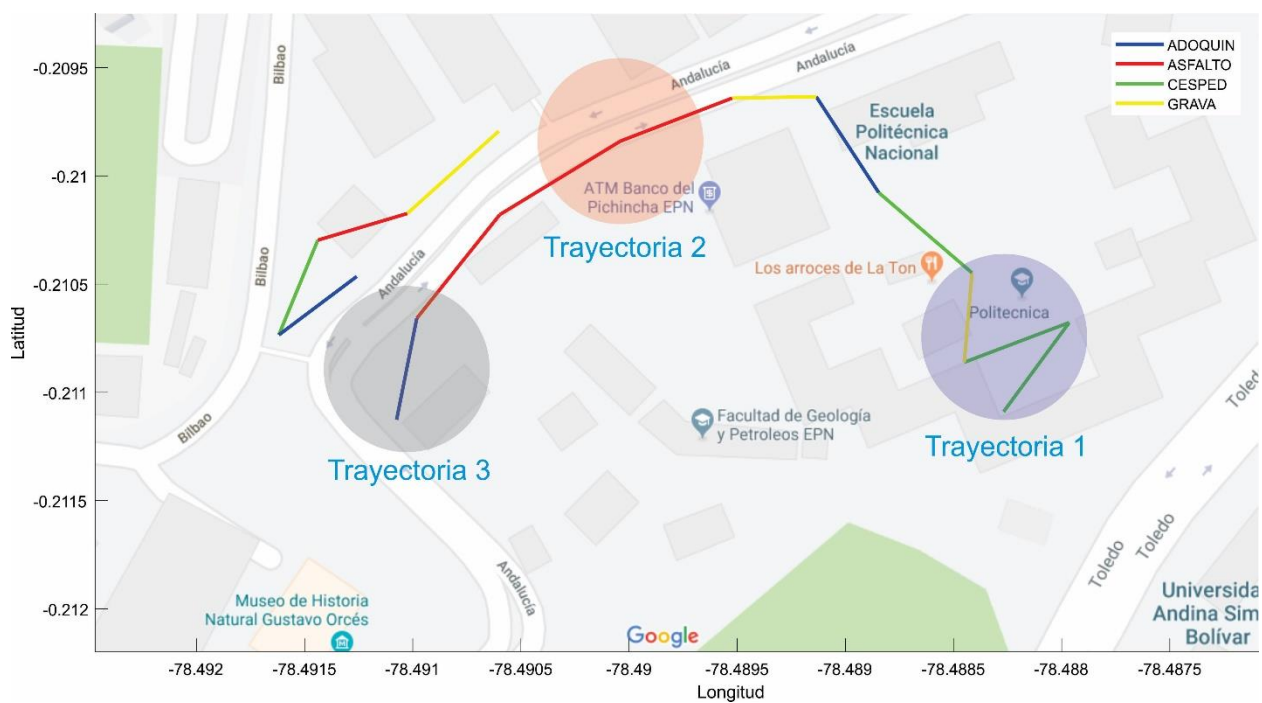 ADOQUIN
ASFALTO
CESPED
GRAVA
-0.2095
-0.21
-0.2105
-0.211
-0.2115
-0.212
Latitud
Bilbao
Bilbao
Bilbao
Andalucía
Andalucía
Andalucía
Andalucía
Escuela
Politécnica
Nacional
ATM Banco del
Pichincha EPN
Trayectoria 2
Los arroces de La Ton
Politecnica
Trayectoria 1
Trayectoria 3
Facultad de Geología
y Petroleos EPN
Toledo
Toledo
Toledo
Museo de Historia
Natural Gustavo Orcés
Google
Universida
Andina Sim
Bolívar
-78.492
-78.4915
-78.491
-78.4905
-78.49
-78.4895
-78.489
-78.4885
-78.488
-78.4875
Longitud